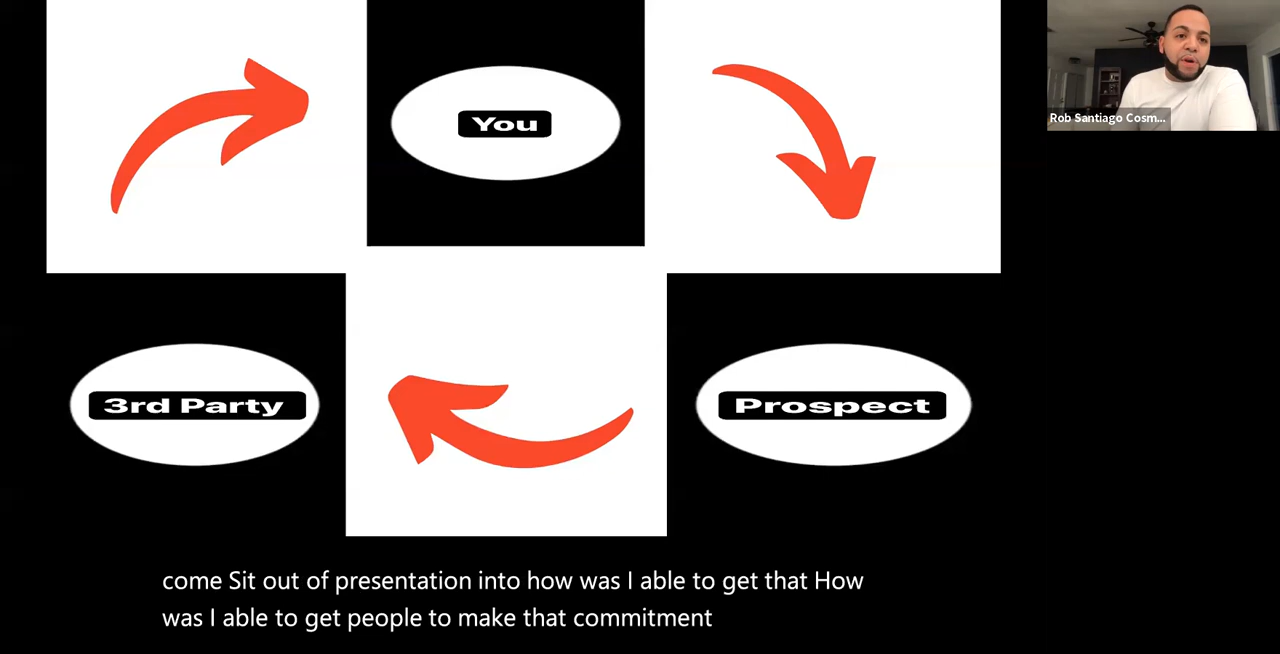 You
Rob Santiago Cosm...
3rd Party
Prospect
come Sit out of presentation into how was I able to get that How
was I able to get people to make that commitment